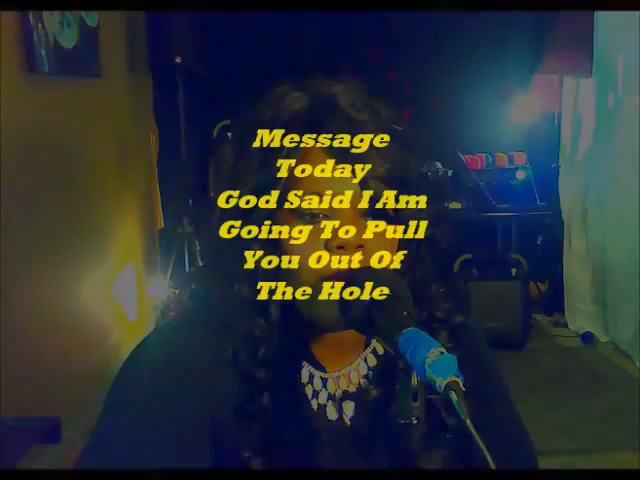 Message
Today
God Said I Am
Going To Pull
You Out Of
The Hole